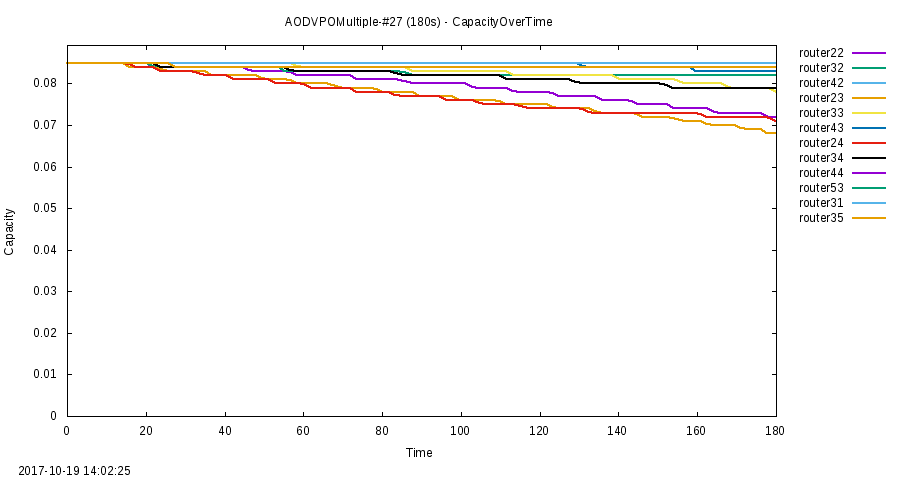 AODVPOMultiple-#27 (180s) - CapacityOverTime
router22
router32
router42
router23
router33
router43
router24
router34
router44
router53
router31
router35
0.08
0.07
0.06
0.05
0.04
0.03
0.02
0.01
0
Capacity
0 20 40 60 80 100 120 140 160 180
Time
2017-10-19 14:02:25